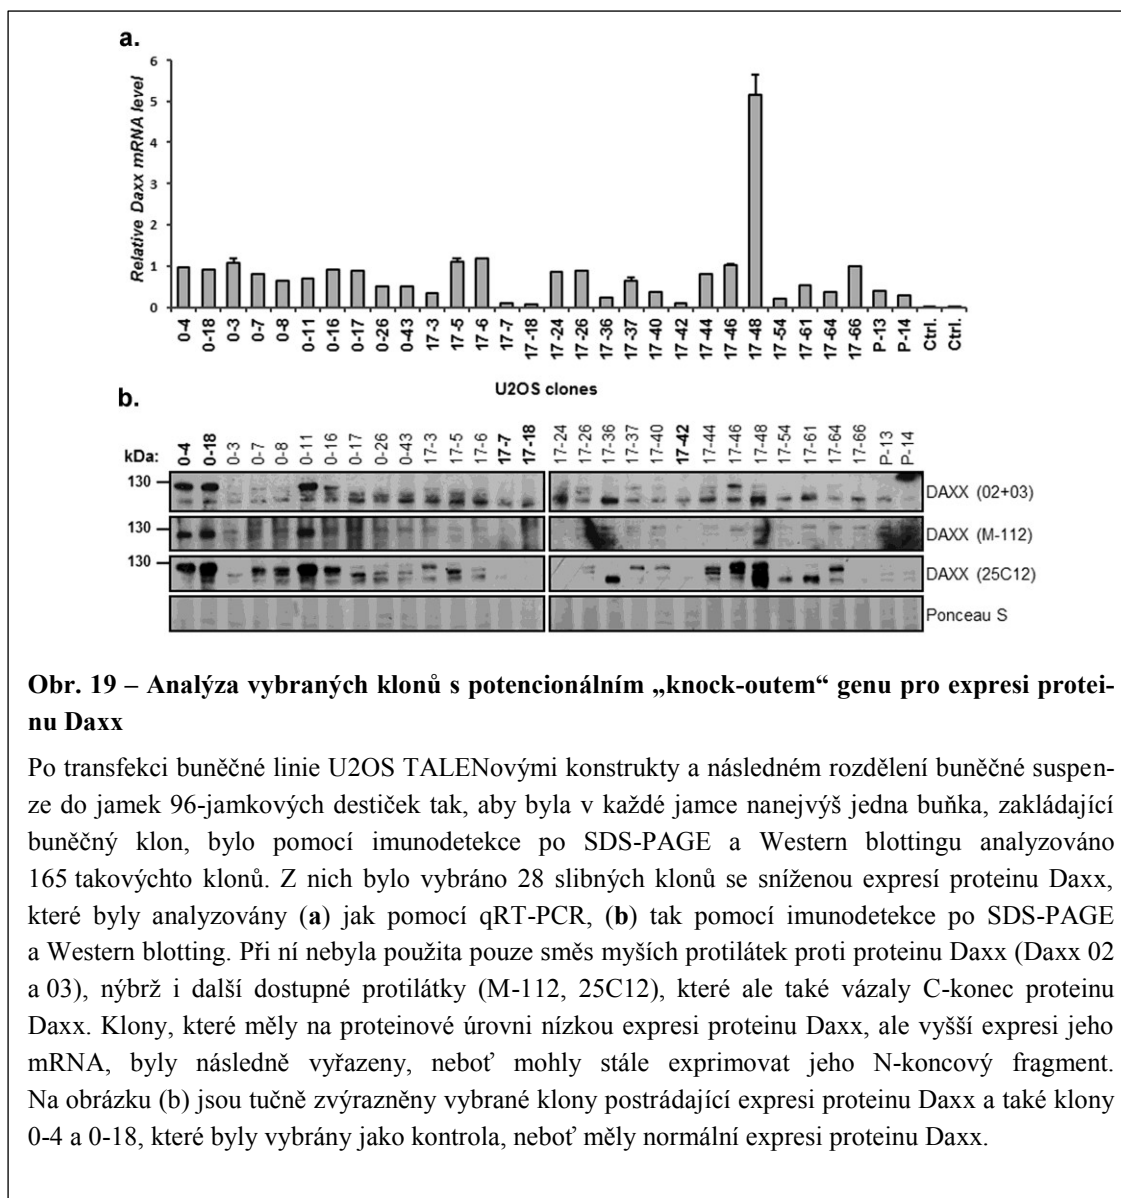 a.
Relative Daxx mRNA level
6
5
4
3
2
1
0
0-4 0-18 0-3 0-7 0-8 0-11 0-16 0-17 0-26 0-43 17-3 17-5 17-6 17-7 17-18 17-24 17-26 17-36 17-37 17-40 17-42 17-44 17-46 17-48 17-54 17-61 17-64 17-66 P-13 P-14 Ctrl. Ctrl.
U2OS clones
b.
kDa: 0-4 0-18 0-3 0-7 0-8 0-11 0-16 0-17 0-26 0-43 17-3 17-5 17-6 17-7 17-18 17-24 17-26 17-36 17-37 17-40 17-42 17-44 17-46 17-48 17-54 17-61 17-64 17-66 P-13 P-14
130 DAXX (02+03)
130 DAXX (M-112)
130 DAXX (25C12)
Ponceau S
Obr. 19 – Analýza vybraných klonů s potencionálním „knock-outem“ genu pro expresi protei-
nu Daxx
Po transfekci buněčné linie U2OS TALENovými konstrukty a následném rozdělení buněčné suspen-
ze do jamek 96-jamkových destiček tak, aby byla v každé jamce nanejvýš jedna buňka, zakládající
buněčný klon, bylo pomocí imunodetekce po SDS-PAGE a Western blottingu analyzováno
165 takovýchto klonů. Z nich bylo vybráno 28 slibných klonů se sníženou expresí proteinu Daxx,
které byly analyzovány (a) jak pomocí qRT-PCR, (b) tak pomocí imunodetekce po SDS-PAGE
a Western blotting. Při ní nebyla použita pouze směs myších protilátek proti proteinu Daxx (Daxx 02
a 03), nýbrž i další dostupné protilátky (M-112, 25C12), které ale také vázaly C-konec proteinu
Daxx. Klony, které měly na proteinové úrovni nízkou expresi proteinu Daxx, ale vyšší expresi jeho
mRNA, byly následně vyřazeny, neboť mohly stále exprimovat jeho N-koncový fragment.
Na obrázku (b) jsou tučně zvýrazněny vybrané klony postrádající expresi proteinu Daxx a také klony
0-4 a 0-18, které byly vybrány jako kontrola, neboť měly normální expresi proteinu Daxx.